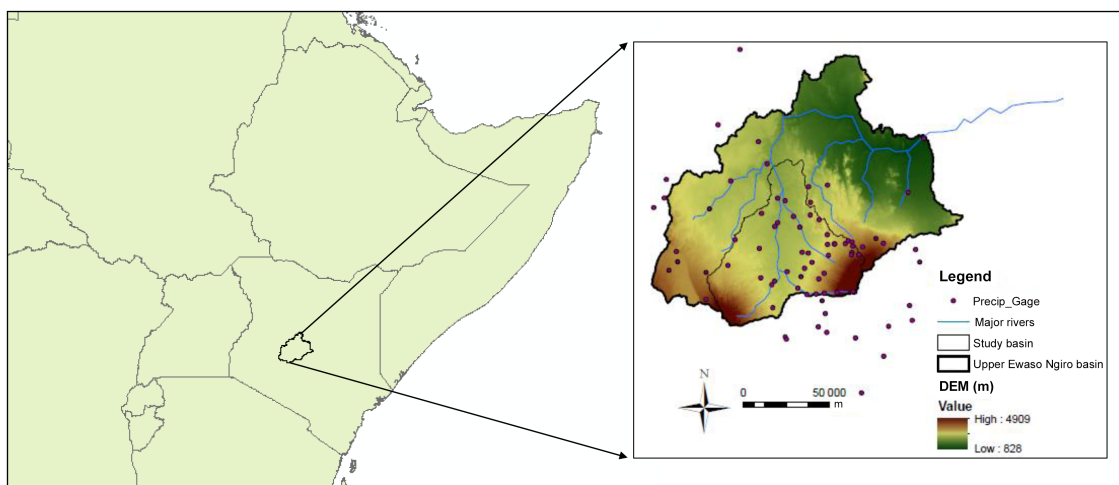 Legend
Precip_Gage
Major rivers
Study basin
Upper Ewaso Ngiro basin
DEM (m)
Value
High : 4909
Low : 828
N
0 50 000
m